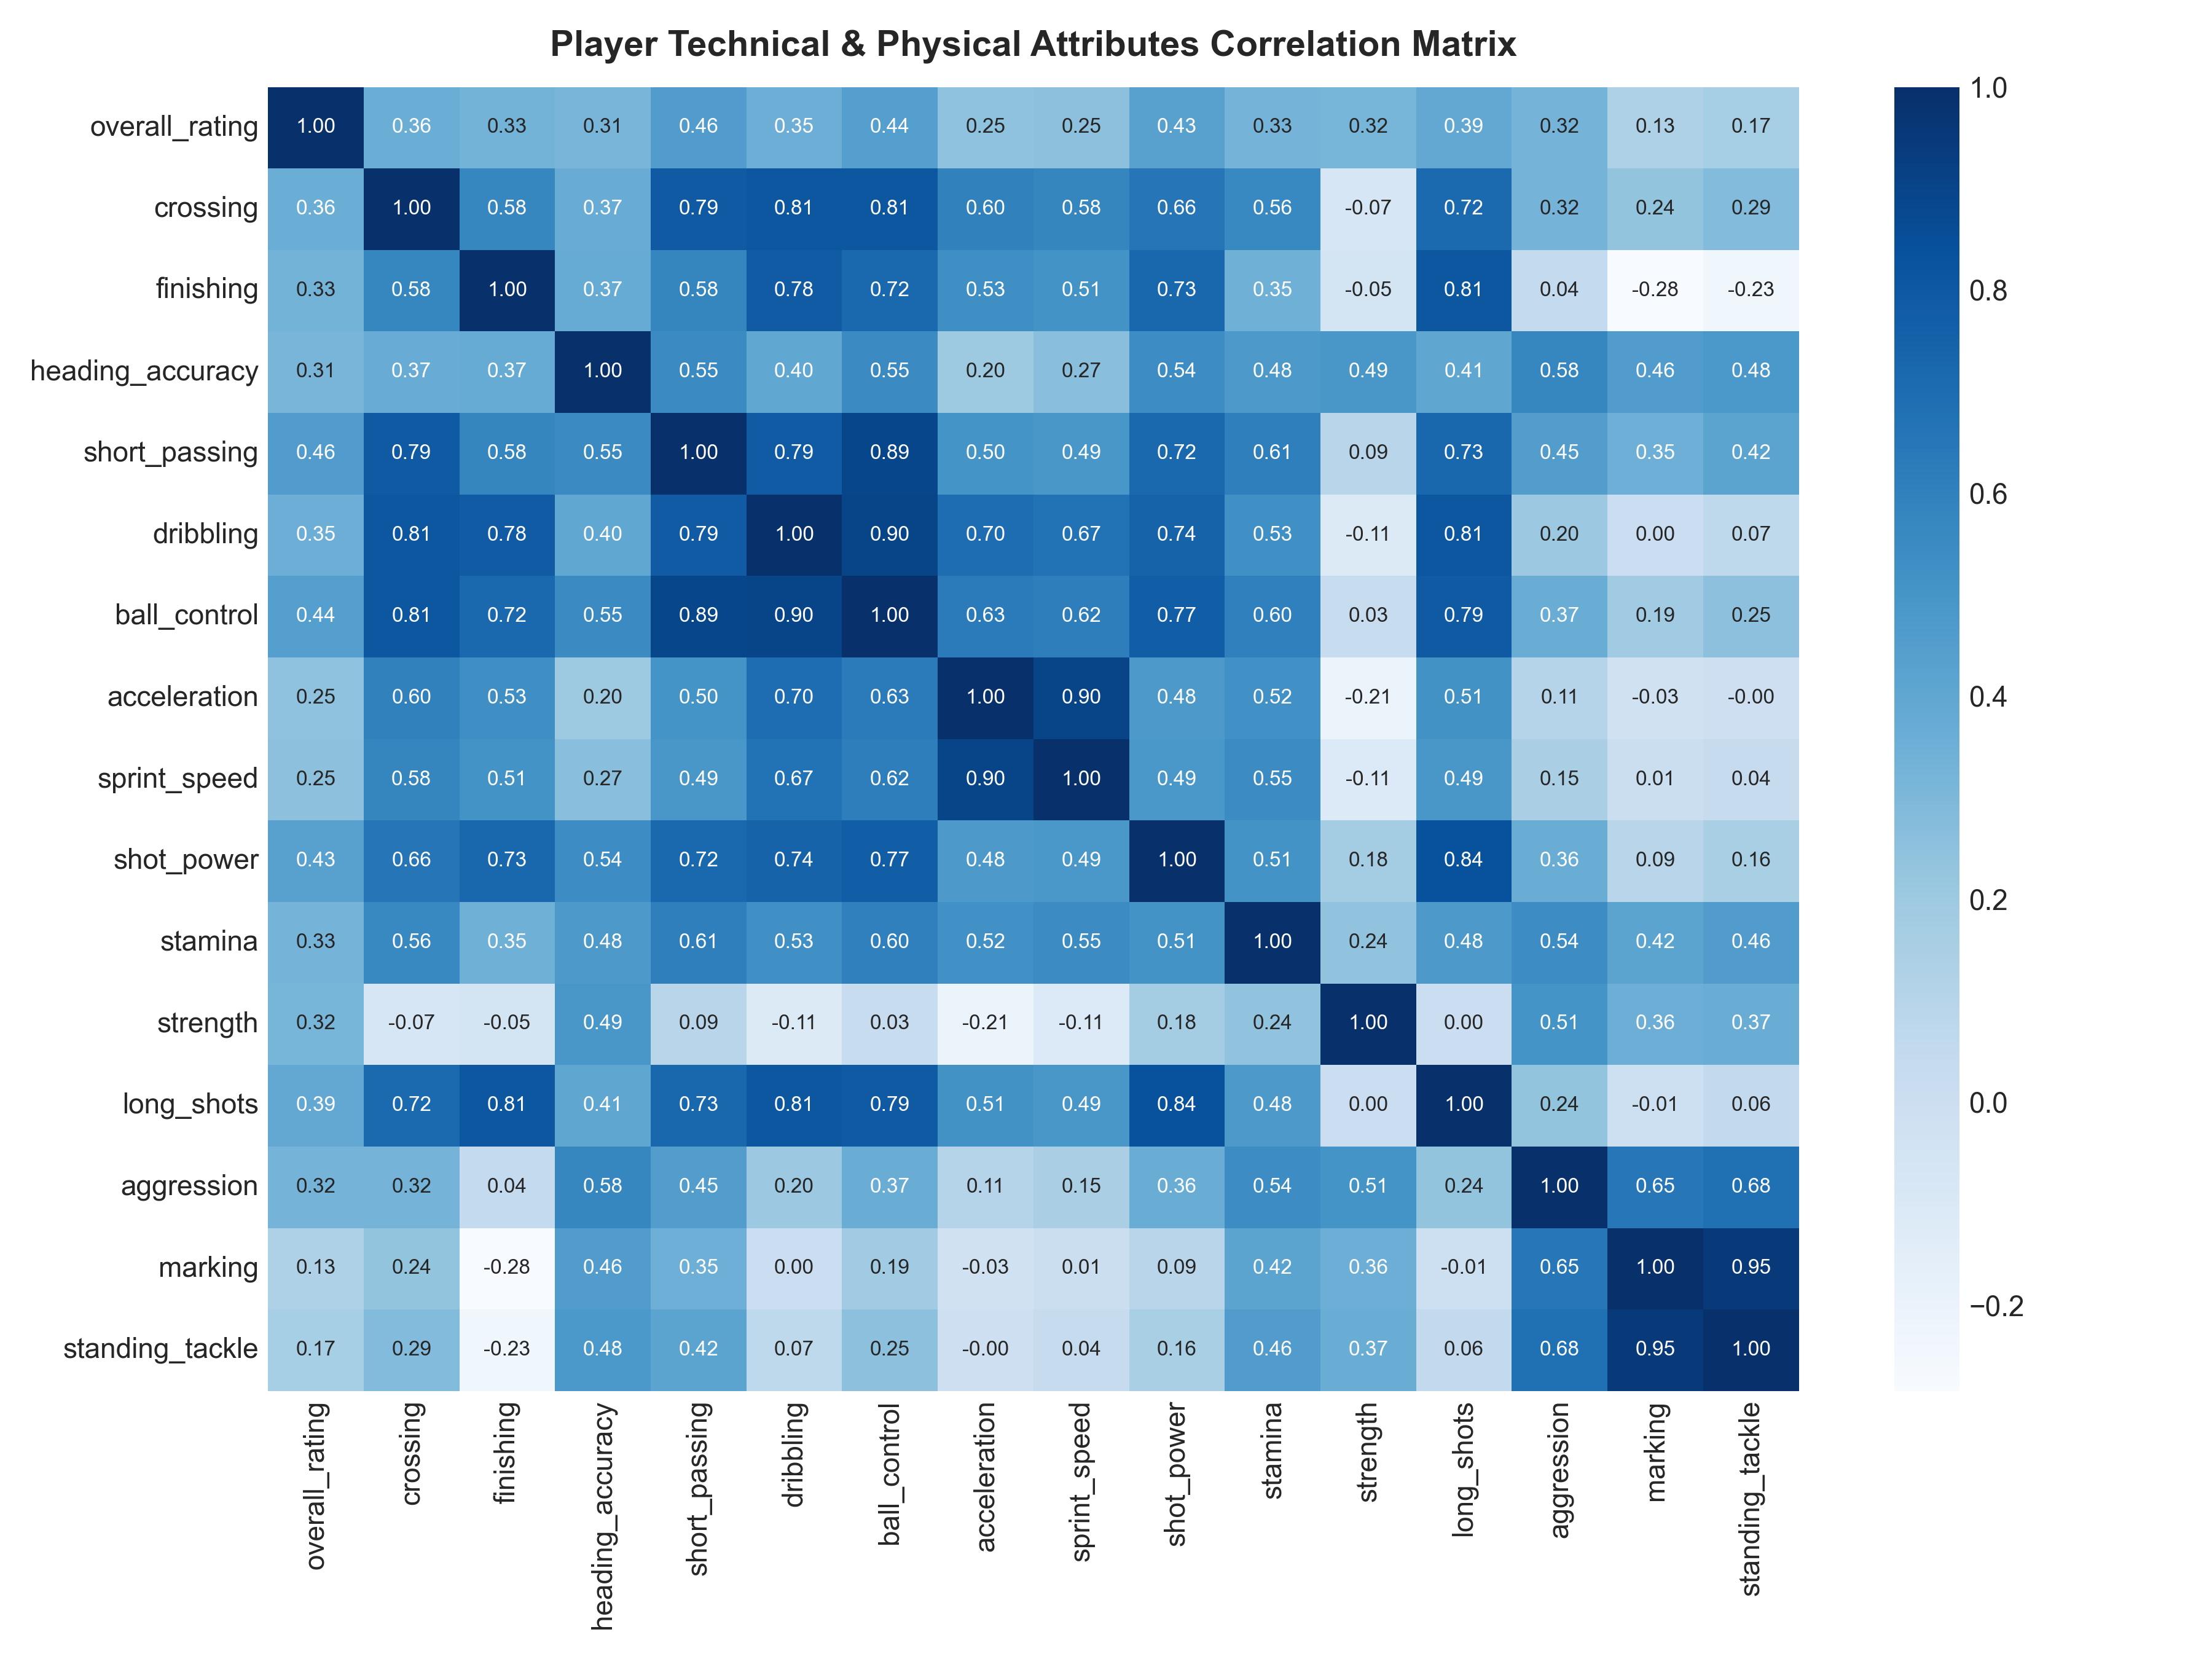 Player Technical & Physical Attributes Correlation Matrix
overall_rating 1.00 0.36 0.33 0.31 0.46 0.35 0.44 0.25 0.25 0.43 0.33 0.32 0.39 0.32 0.13 0.17
crossing 0.36 1.00 0.58 0.37 0.79 0.81 0.81 0.60 0.58 0.66 0.56 -0.07 0.72 0.32 0.24 0.29
finishing 0.33 0.58 1.00 0.37 0.58 0.78 0.72 0.53 0.51 0.73 0.35 -0.05 0.81 0.04 -0.28 -0.23
heading_accuracy 0.31 0.37 0.37 1.00 0.55 0.40 0.55 0.20 0.27 0.54 0.48 0.49 0.41 0.58 0.46 0.48
short_passing 0.46 0.79 0.58 0.55 1.00 0.79 0.89 0.50 0.49 0.72 0.61 0.09 0.73 0.45 0.35 0.42
dribbling 0.35 0.81 0.78 0.40 0.79 1.00 0.90 0.70 0.67 0.74 0.53 -0.11 0.81 0.20 0.00 0.07
ball_control 0.44 0.81 0.72 0.55 0.89 0.90 1.00 0.63 0.62 0.77 0.60 0.03 0.79 0.37 0.19 0.25
acceleration 0.25 0.60 0.53 0.20 0.50 0.70 0.63 1.00 0.90 0.48 0.52 -0.21 0.51 0.11 -0.03 -0.00
sprint_speed 0.25 0.58 0.51 0.27 0.49 0.67 0.62 0.90 1.00 0.49 0.55 -0.11 0.49 0.15 0.01 0.04
shot_power 0.43 0.66 0.73 0.54 0.72 0.74 0.77 0.48 0.49 1.00 0.51 0.18 0.84 0.36 0.09 0.16
stamina 0.33 0.56 0.35 0.48 0.61 0.53 0.60 0.52 0.55 0.51 1.00 0.24 0.48 0.54 0.42 0.46
strength 0.32 -0.07 -0.05 0.49 0.09 -0.11 0.03 -0.21 -0.11 0.18 0.24 1.00 0.00 0.51 0.36 0.37
long_shots 0.39 0.72 0.81 0.41 0.73 0.81 0.79 0.51 0.49 0.84 0.48 0.00 1.00 0.24 -0.01 0.06
aggression 0.32 0.32 0.04 0.58 0.45 0.20 0.37 0.11 0.15 0.36 0.54 0.51 0.24 1.00 0.65 0.68
marking 0.13 0.24 -0.28 0.46 0.35 0.00 0.19 -0.03 0.01 0.09 0.42 0.36 -0.01 0.65 1.00 0.95
standing_tackle 0.17 0.29 -0.23 0.48 0.42 0.07 0.25 -0.00 0.04 0.16 0.46 0.37 0.06 0.68 0.95 1.00
overall_rating
crossing
finishing
heading_accuracy
short_passing
dribbling
ball_control
acceleration
sprint_speed
shot_power
stamina
strength
long_shots
aggression
marking
standing_tackle
1.0
0.8
0.6
0.4
0.2
0.0
−0.2